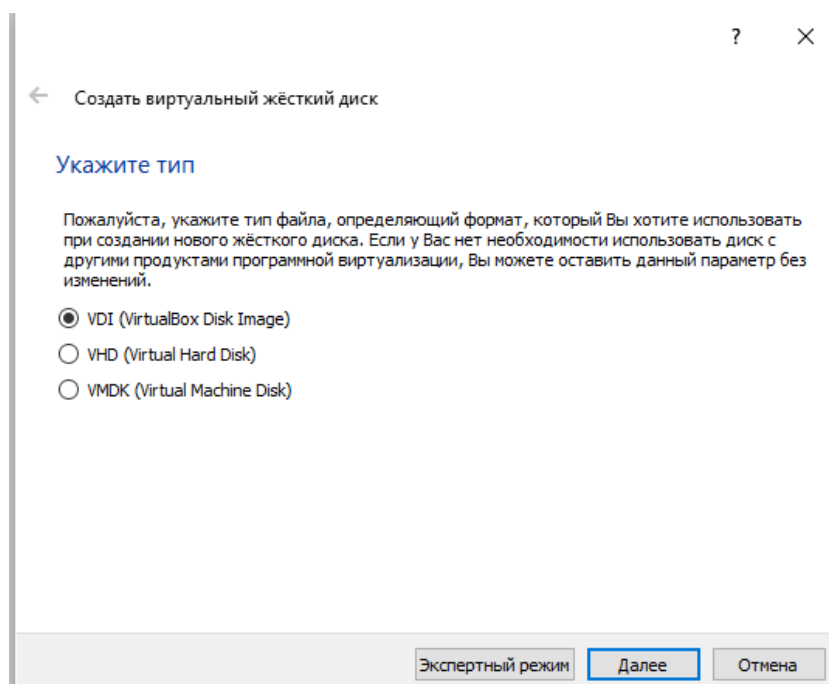 ?
Создать виртуальный жёсткий диск
Укажите тип
Пожалуйста, укажите тип файла, определяющий формат, который Вы хотите использовать
при создании нового жёсткого диска. Если у Вас нет необходимости использовать диск с
другими продуктами программной виртуализации, Вы можете оставить данный параметр без
изменений.
VDI (VirtualBox Disk Image)
VHD (Virtual Hard Disk)
VMDK (Virtual Machine Disk)
Экспертный режим Далее Отмена